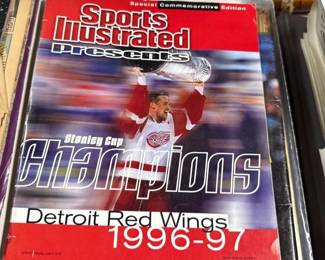 Special Commemorative Edition
Sports
Illustrated
Presents
Stanley Cup
Champions
Detroit Red Wings
1996-97